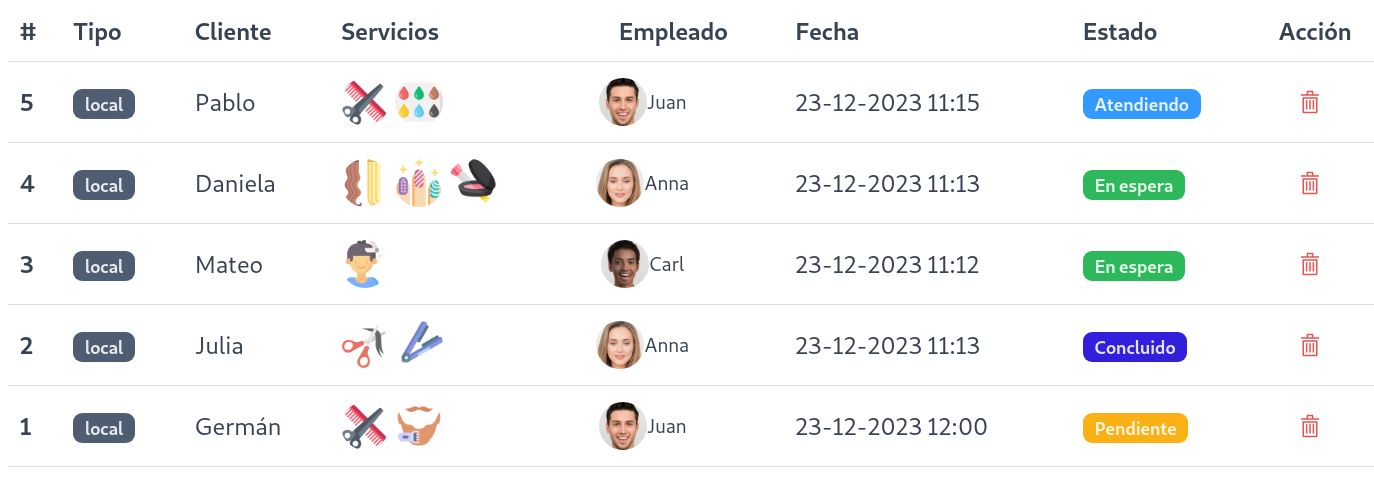 # Tipo Cliente Servicios Empleado Fecha Estado Acción
5 local Pablo Juan 23-12-2023 11:15 Atendiendo
4 local Daniela Anna 23-12-2023 11:13 En espera
3 local Mateo Carl 23-12-2023 11:12 En espera
2 local Julia Anna 23-12-2023 11:13 Concluido
1 local Germán Juan 23-12-2023 12:00 Pendiente